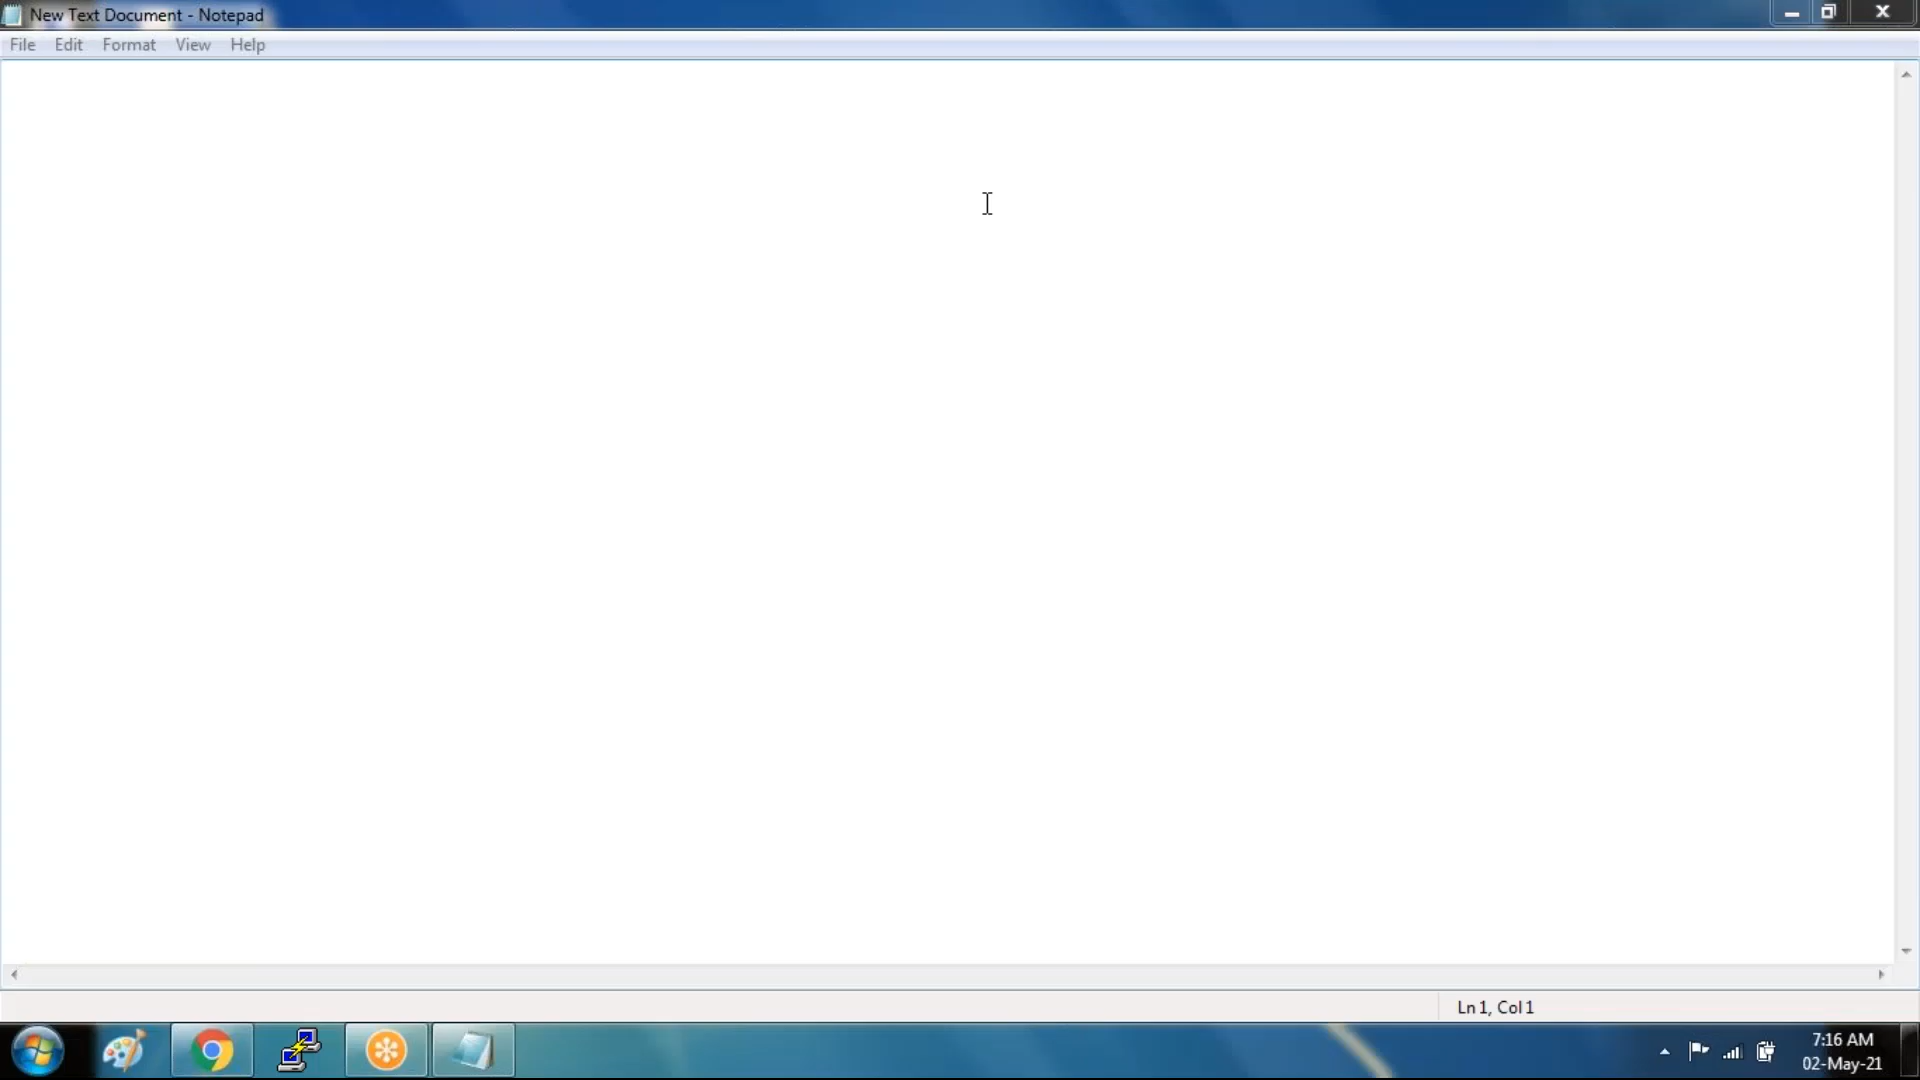 New Text Document - Notepad
File Edit Format View Help
Ln 1, Col 1
7:16 AM
02-May-21